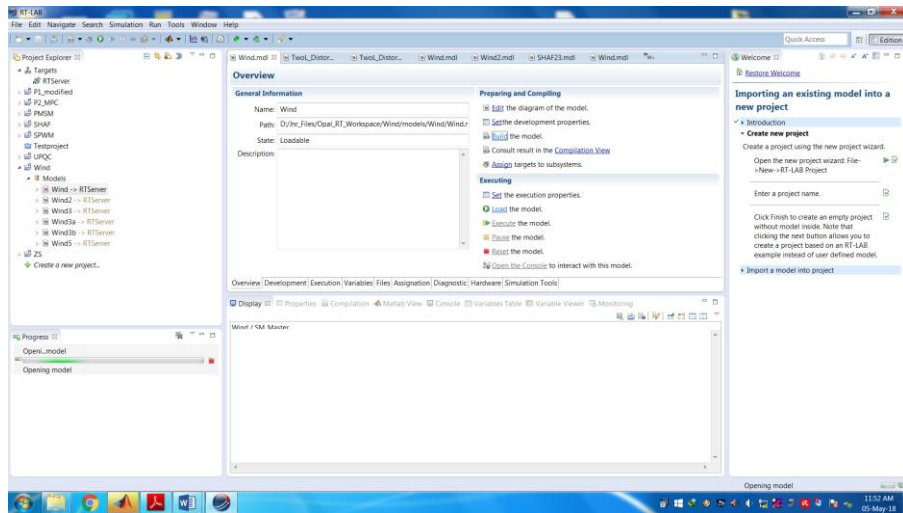 RT-LAB
File Edit Navigate Search Simulation Run Tools Window Help
Quick Access
Edition
Project Explorer
Targets
RTServer
P1_modified
P2_MPC
PMSM
SHAF
SPWM
Testproject
UPQC
Wind
Models
Wind -> RTServer
Wind2 -> RTServer
Wind3 -> RTServer
Wind3a -> RTServer
Wind3b -> RTServer
Wind5 -> RTServer
ZS
Create a new project...
Progress
Openi...model
Opening model
Wind.mdl TwoL_Distor... TwoL_Distor... Wind.mdl Wind2.mdl SHAF23.mdl Wind.mdl
Overview
General Information
Name: Wind
Path: D:/hr_Files/Opal_RT_Workspace/Wind/models/Wind/Wind.r
State: Loadable
Description:
Preparing and Compiling
Edit the diagram of the model.
Set the development properties.
Build the model.
Consult result in the Compilation View
Assign targets to subsystems.
Executing
Set the execution properties.
Load the model.
Execute the model.
Pause the model.
Reset the model.
Open the Console to interact with this model.
Overview Development Execution Variables Files Assignation Diagnostic Hardware Simulation Tools
Display Properties Compilation Matlab View Console Variables Table Variable Viewer Monitoring
Wind / SM_Master
Welcome
Restore Welcome
Importing an existing model into a
new project
Introduction
Create new project
Create a project using the new project wizard.
Open the new project wizard: File-
>New->RT-LAB Project
Enter a project name.
Click Finish to create an empty project
without model inside. Note that
clicking the next button allows you to
create a project based on an RT-LAB
example instead of user defined model.
Import a model into project
Opening model
11:52 AM
05-May-18